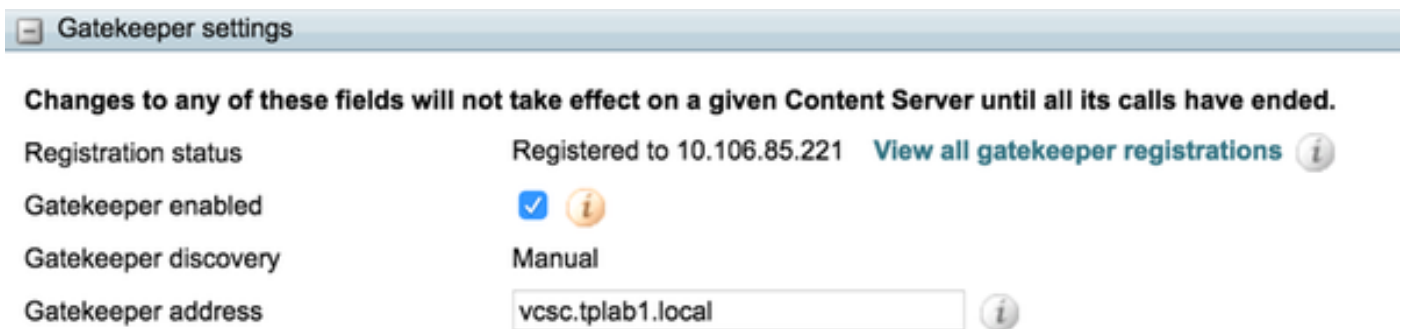 Gatekeeper settings
Changes to any of these fields will not take effect on a given Content Server until all its calls have ended.
Registration status Registered to 10.106.85.221 View all gatekeeper registrations i
Gatekeeper enabled i
Gatekeeper discovery Manual
Gatekeeper address vcsc.tplab1.local i